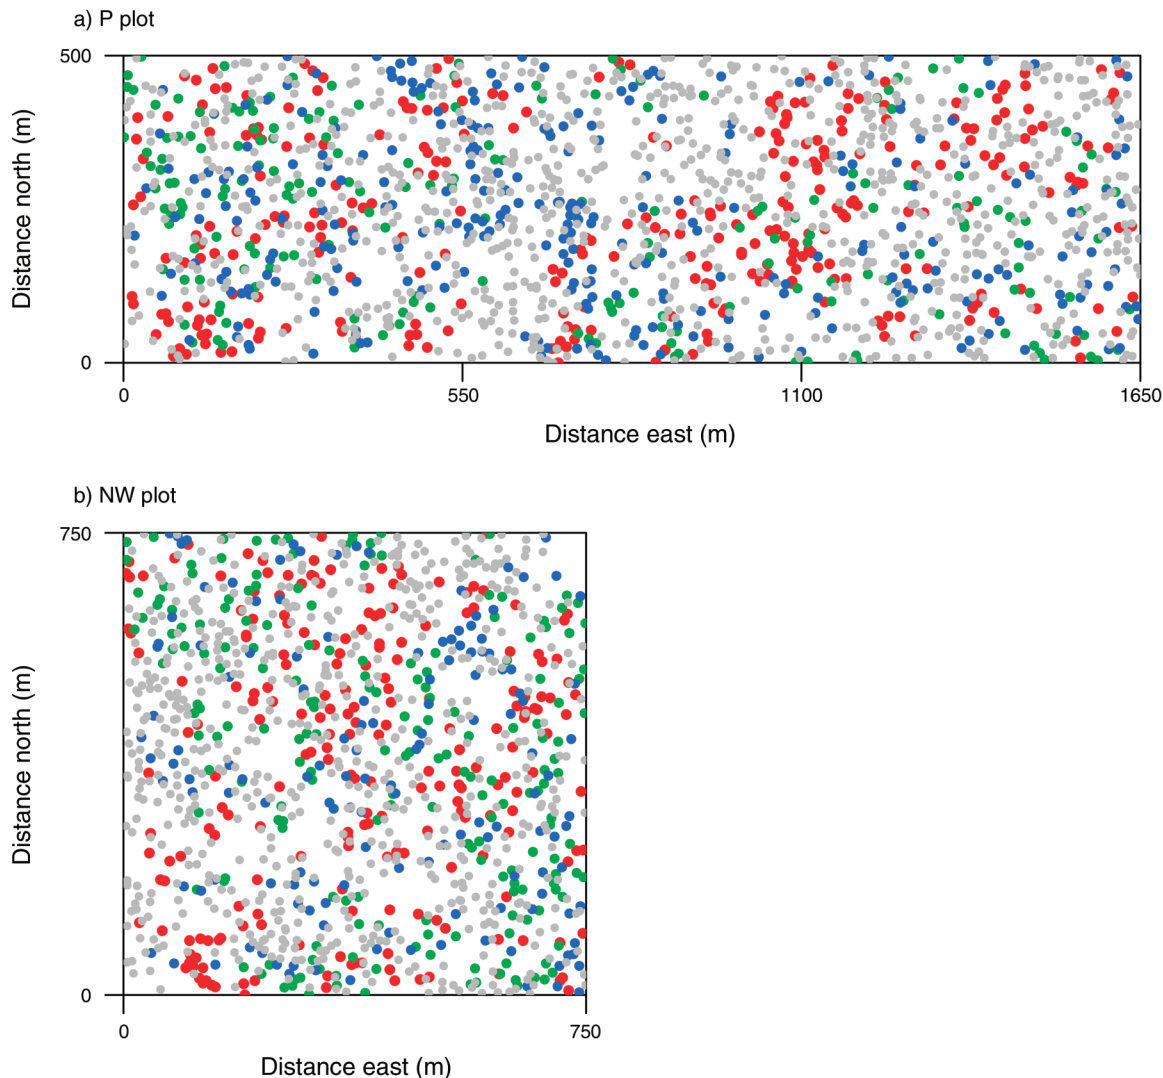 a) P plot
500
Distance north (m)
0
0
550
1100
1650
Distance east (m)
b) NW plot
750
Distance north (m)
0
0
750
Distance east (m)